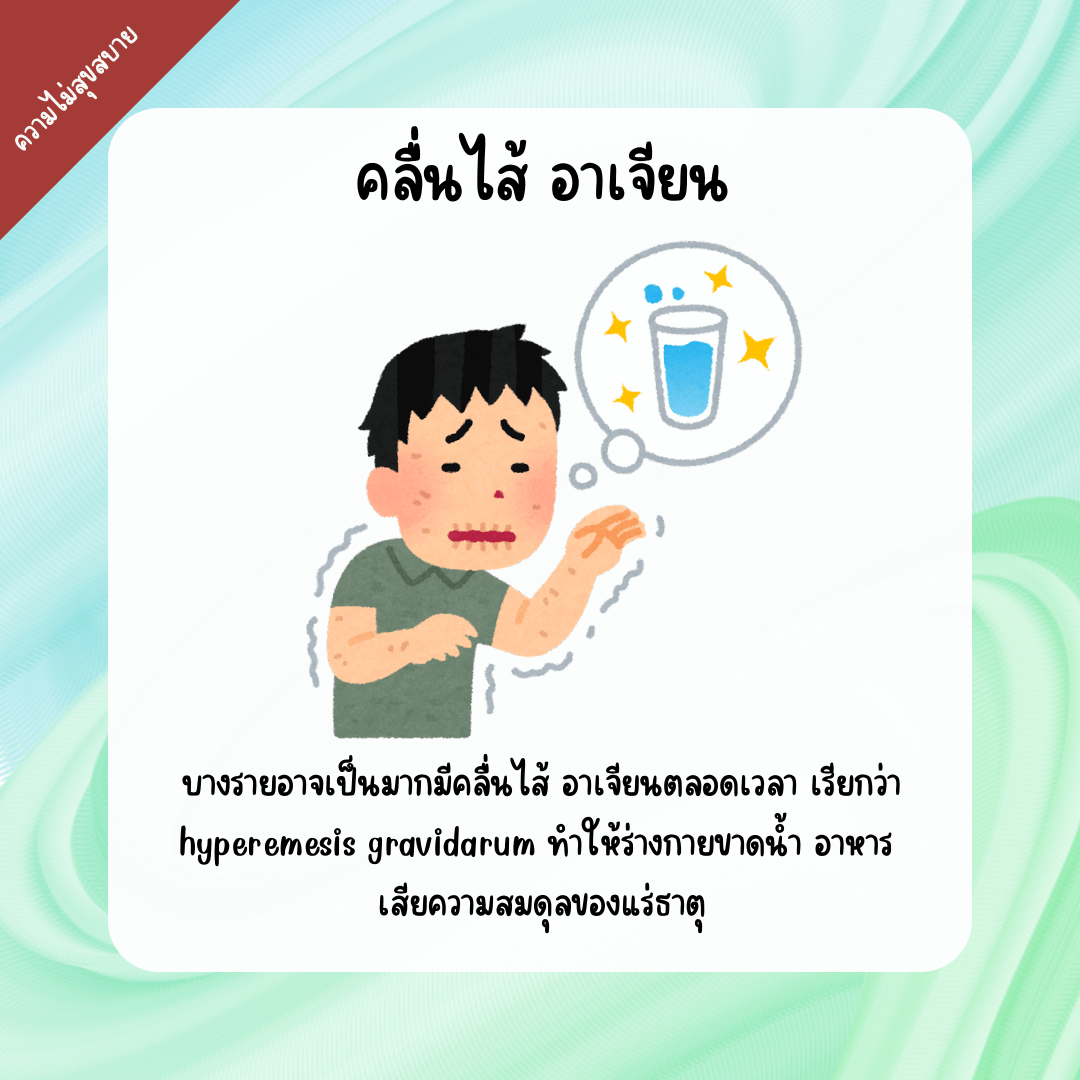 ความไม่สุขสบาย
คลื่นไส้ อาเจียน
บางรายอาจเป็นมากมีคลื่นไส้ อาเจียนตลอดเวลา เรียกว่า
hyperemesis gravidarum ทำให้ร่างกายขาดน้ำ อาหาร
เสียความสมดุลของแร่ธาตุ